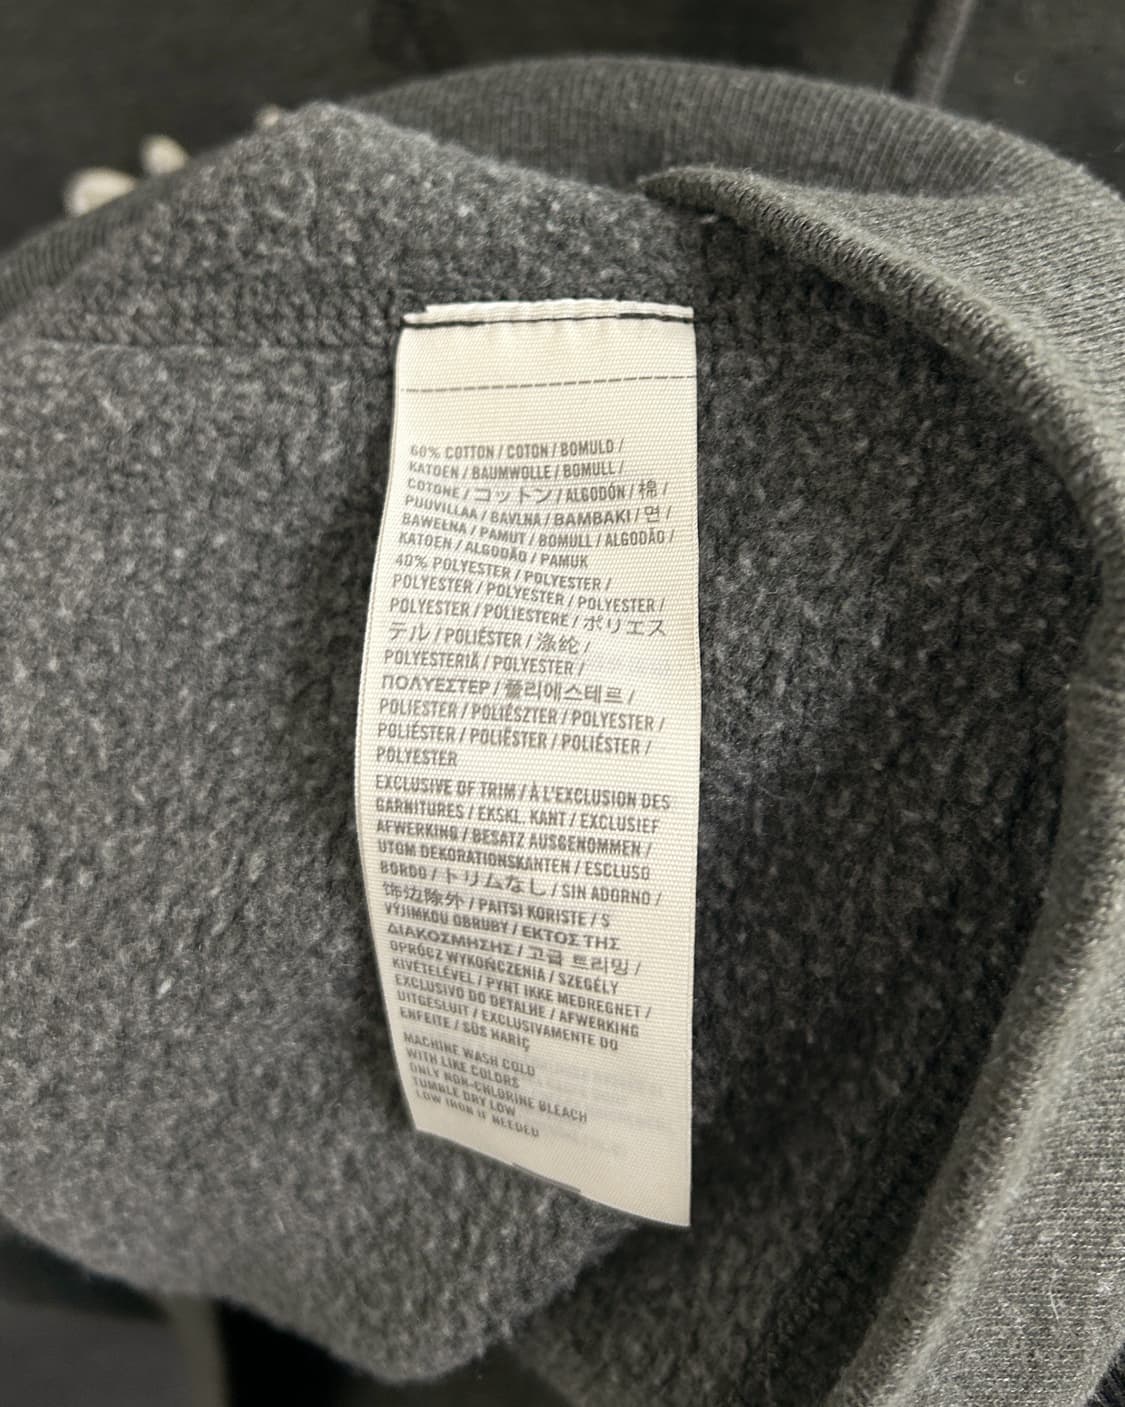 60% COTTON / COTON / BOMULD /
KATOEN / BAUMWOLLE / BOMULL /
COTONE / コットン / ALGODÓN / 棉 /
PUUVILLAA / BAVLNA / BAMBAKI / 면 /
BAWEŁNA / PAMUT / BOMULL / ALGODÃO /
KATOEN / ALGODÃO / PAMUK
40% POLYESTER / POLYESTER /
POLYESTER / POLYESTER / POLYESTER /
POLYESTER / POLIESTERE / ポリエス
テル / POLIÉSTER / 涤纶 /
POLYESTERIÄ / POLYESTER /
ΠΟΛΥΕΣΤΕΡ / 폴리에스테르 /
POLIESTER / POLIÉSZTER / POLYESTER /
POLIÉSTER / POLIËSTER / POLIÉSTER /
POLYESTER
EXCLUSIVE OF TRIM / À L'EXCLUSION DES
GARNITURES / EKSKL. KANT / EXCLUSIEF
AFWERKING / BESATZ AUSGENOMMEN /
UTOM DEKORATIONSKANTEN / ESCLUSO
BORDO / トリムなし / SIN ADORNO /
饰边除外 / PAITSI KORISTE / S
VÝJIMKOU OBRUBY / ΕΚΤΟΣ ΤΗΣ
ΔΙΑΚΟΣΜΗΣΗΣ / 고급 트리밍 /
OPRÓCZ WYKOŃCZENIA / SZEGÉLY
KIVÉTELÉVEL / PYNT IKKE MEDREGNET /
EXCLUSIVO DO DETALHE / AFWERKING
UITGESLUIT / EXCLUSIVAMENTE DO
ENFEITE / SÜS HARİÇ
MACHINE WASH COLD
WITH LIKE COLORS
ONLY NON-CHLORINE BLEACH
TUMBLE DRY LOW
LOW IRON IF NEEDED